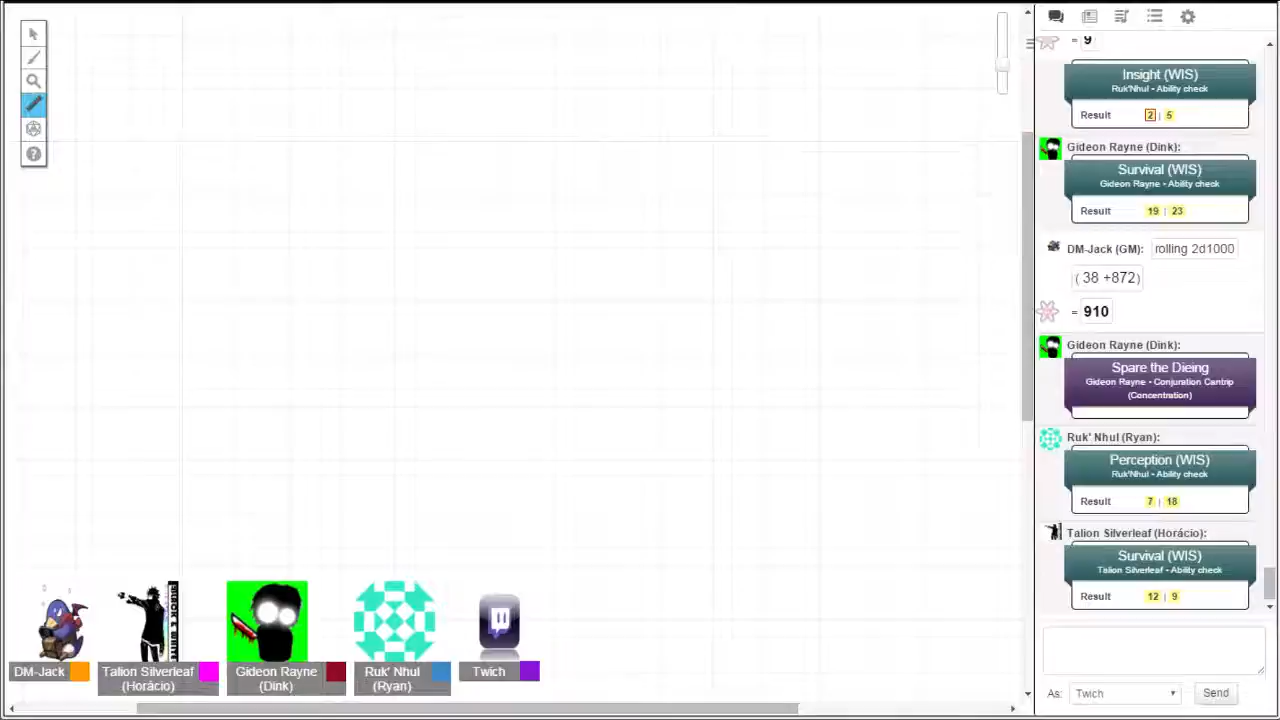 = 9
Insight (WIS)
Ruk'Nhul • Ability check
Result 2 | 5
Gideon Rayne (Dink):
Survival (WIS)
Gideon Rayne • Ability check
Result 19 | 23
DM-Jack (GM): rolling 2d1000
( 38 +872)
= 910
Gideon Rayne (Dink):
Spare the Dieing
Gideon Rayne • Conjuration Cantrip
(Concentration)
Ruk' Nhul (Ryan):
Perception (WIS)
Ruk'Nhul • Ability check
Result 7 | 18
Talion Silverleaf (Horácio):
Survival (WIS)
Talion Silverleaf • Ability check
Result 12 | 9
As: Twich Send
DM-Jack
Talion Silverleaf
(Horácio)
Gideon Rayne
(Dink)
Ruk' Nhul
(Ryan)
Twich